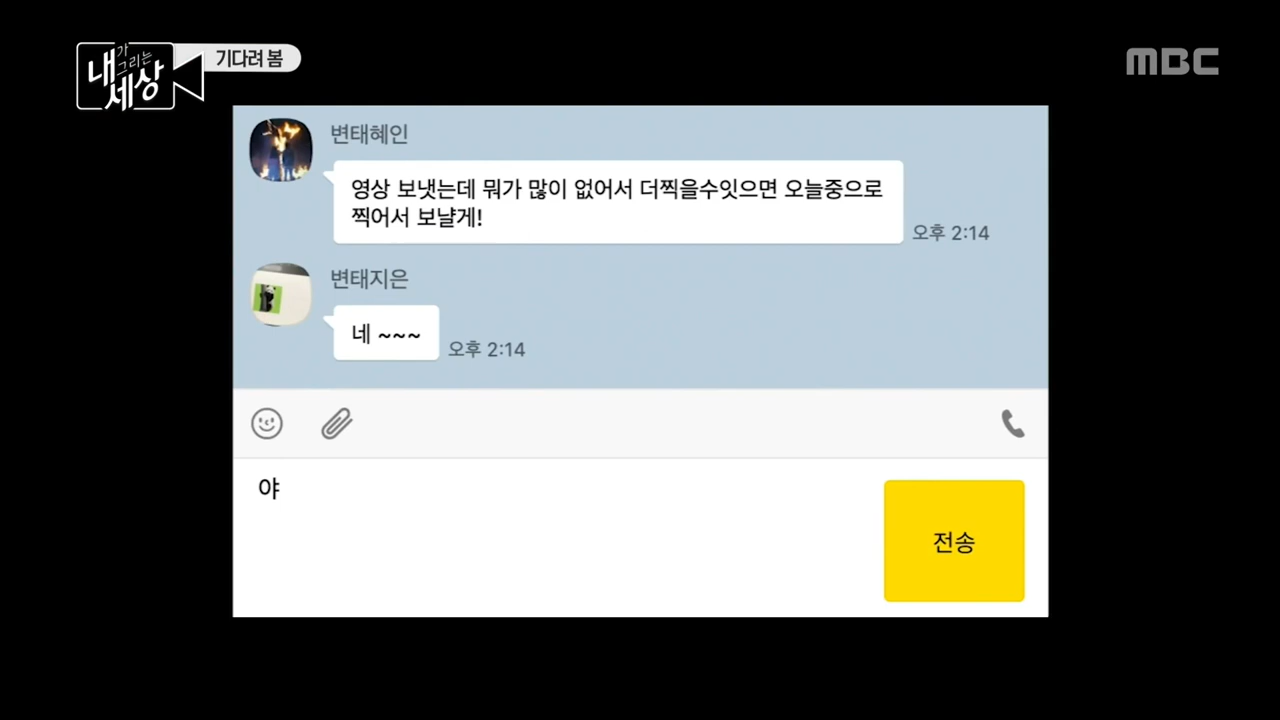 내가 그리는 세상
기다려 봄
MBC
변태혜인
영상 보냇는데 뭐가 많이 없어서 더찍을수잇으면 오늘중으로
찍어서 보냘게!
오후 2:14
변태지은
네 ~~~
오후 2:14
야
전송